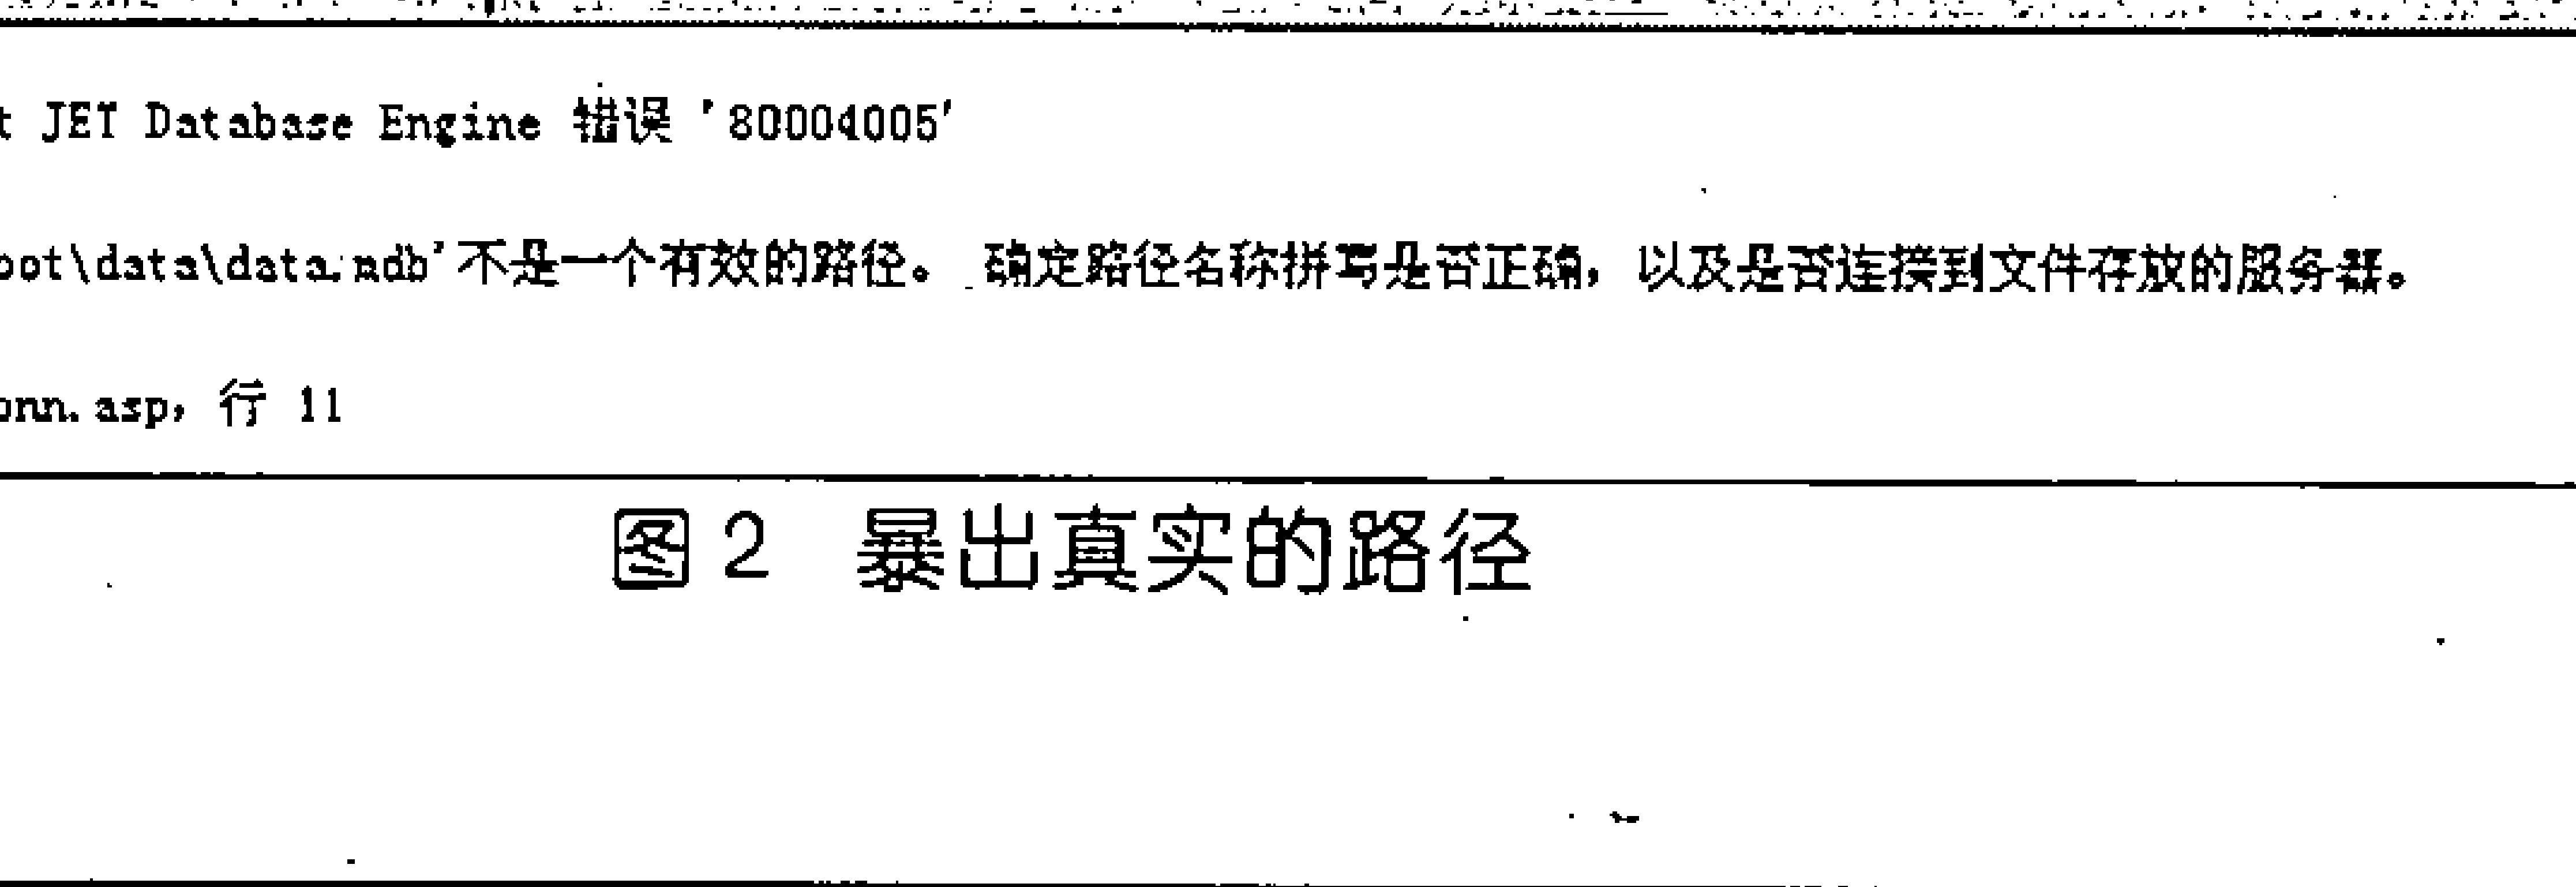 t JET Database Engine 错误 '80004005'
oot\data\data.mdb'不是一个有效的路径。 确定路径名称拼写是否正确，以及是否连接到文件存放的服务器。
onn.asp，行 11
图 2 暴出真实的路径